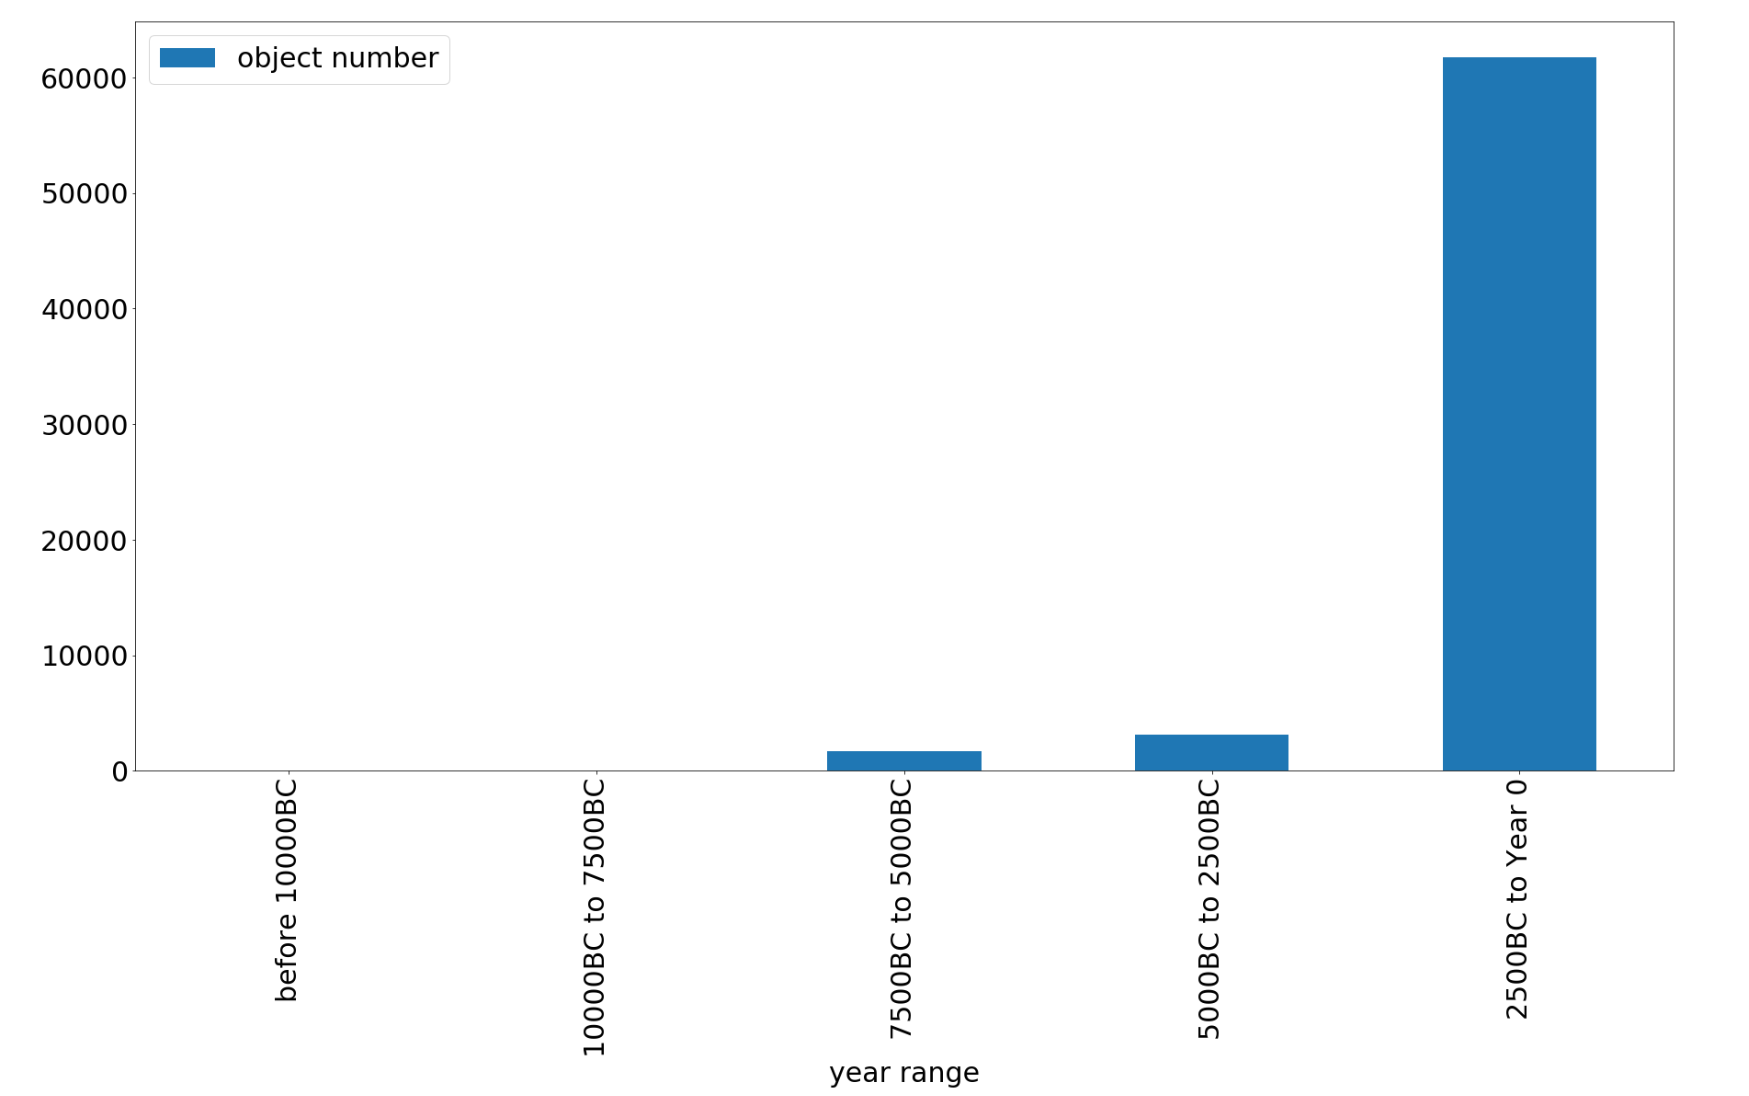 object number
60000
50000
40000
30000
20000
10000
0
before 10000BC
10000BC to 7500BC
7500BC to 5000BC
5000BC to 2500BC
2500BC to Year 0
year range